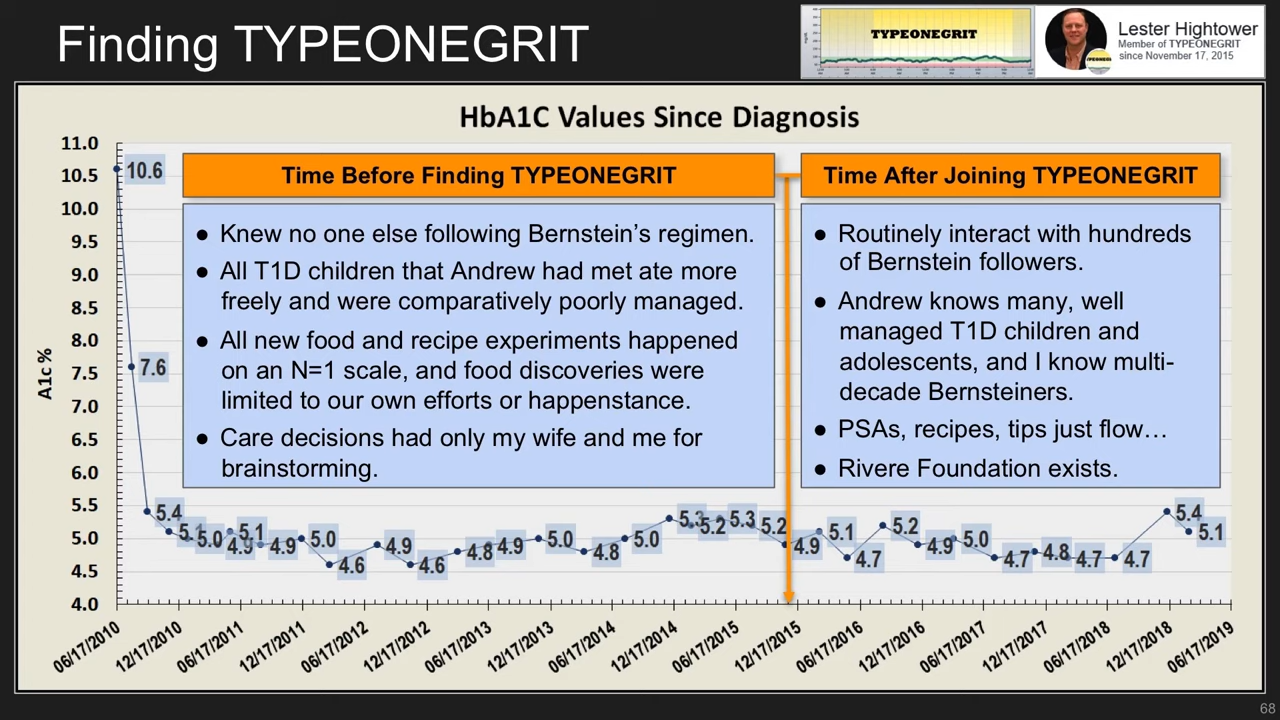 Finding TYPEONEGRIT
TYPEONEGRIT
Lester Hightower
Member of TYPEONEGRIT
since November 17, 2015
HbA1C Values Since Diagnosis
A1c %
11.0
10.5
10.0
9.5
9.0
8.5
8.0
7.5
7.0
6.5
6.0
5.5
5.0
4.5
4.0
Time Before Finding TYPEONEGRIT
● Knew no one else following Bernstein’s regimen.
● All T1D children that Andrew had met ate more
freely and were comparatively poorly managed.
● All new food and recipe experiments happened
on an N=1 scale, and food discoveries were
limited to our own efforts or happenstance.
● Care decisions had only my wife and me for
brainstorming.
Time After Joining TYPEONEGRIT
● Routinely interact with hundreds
of Bernstein followers.
● Andrew knows many, well
managed T1D children and
adolescents, and I know multi-
decade Bernsteiners.
● PSAs, recipes, tips just flow…
● Rivere Foundation exists.
10.6
7.6
5.4
5.1
5.0
4.9
5.1
4.9
5.0
4.6
4.9
4.6
4.8
4.9
5.0
4.8
5.0
5.3
5.2
5.3
5.2
4.9
5.1
4.7
5.2
4.9
5.0
4.7
4.8
4.7
4.7
5.4
5.1
06/17/2010
12/17/2010
06/17/2011
12/17/2011
06/17/2012
12/17/2012
06/17/2013
12/17/2013
06/17/2014
12/17/2014
06/17/2015
12/17/2015
06/17/2016
12/17/2016
06/17/2017
12/17/2017
06/17/2018
12/17/2018
06/17/2019
68